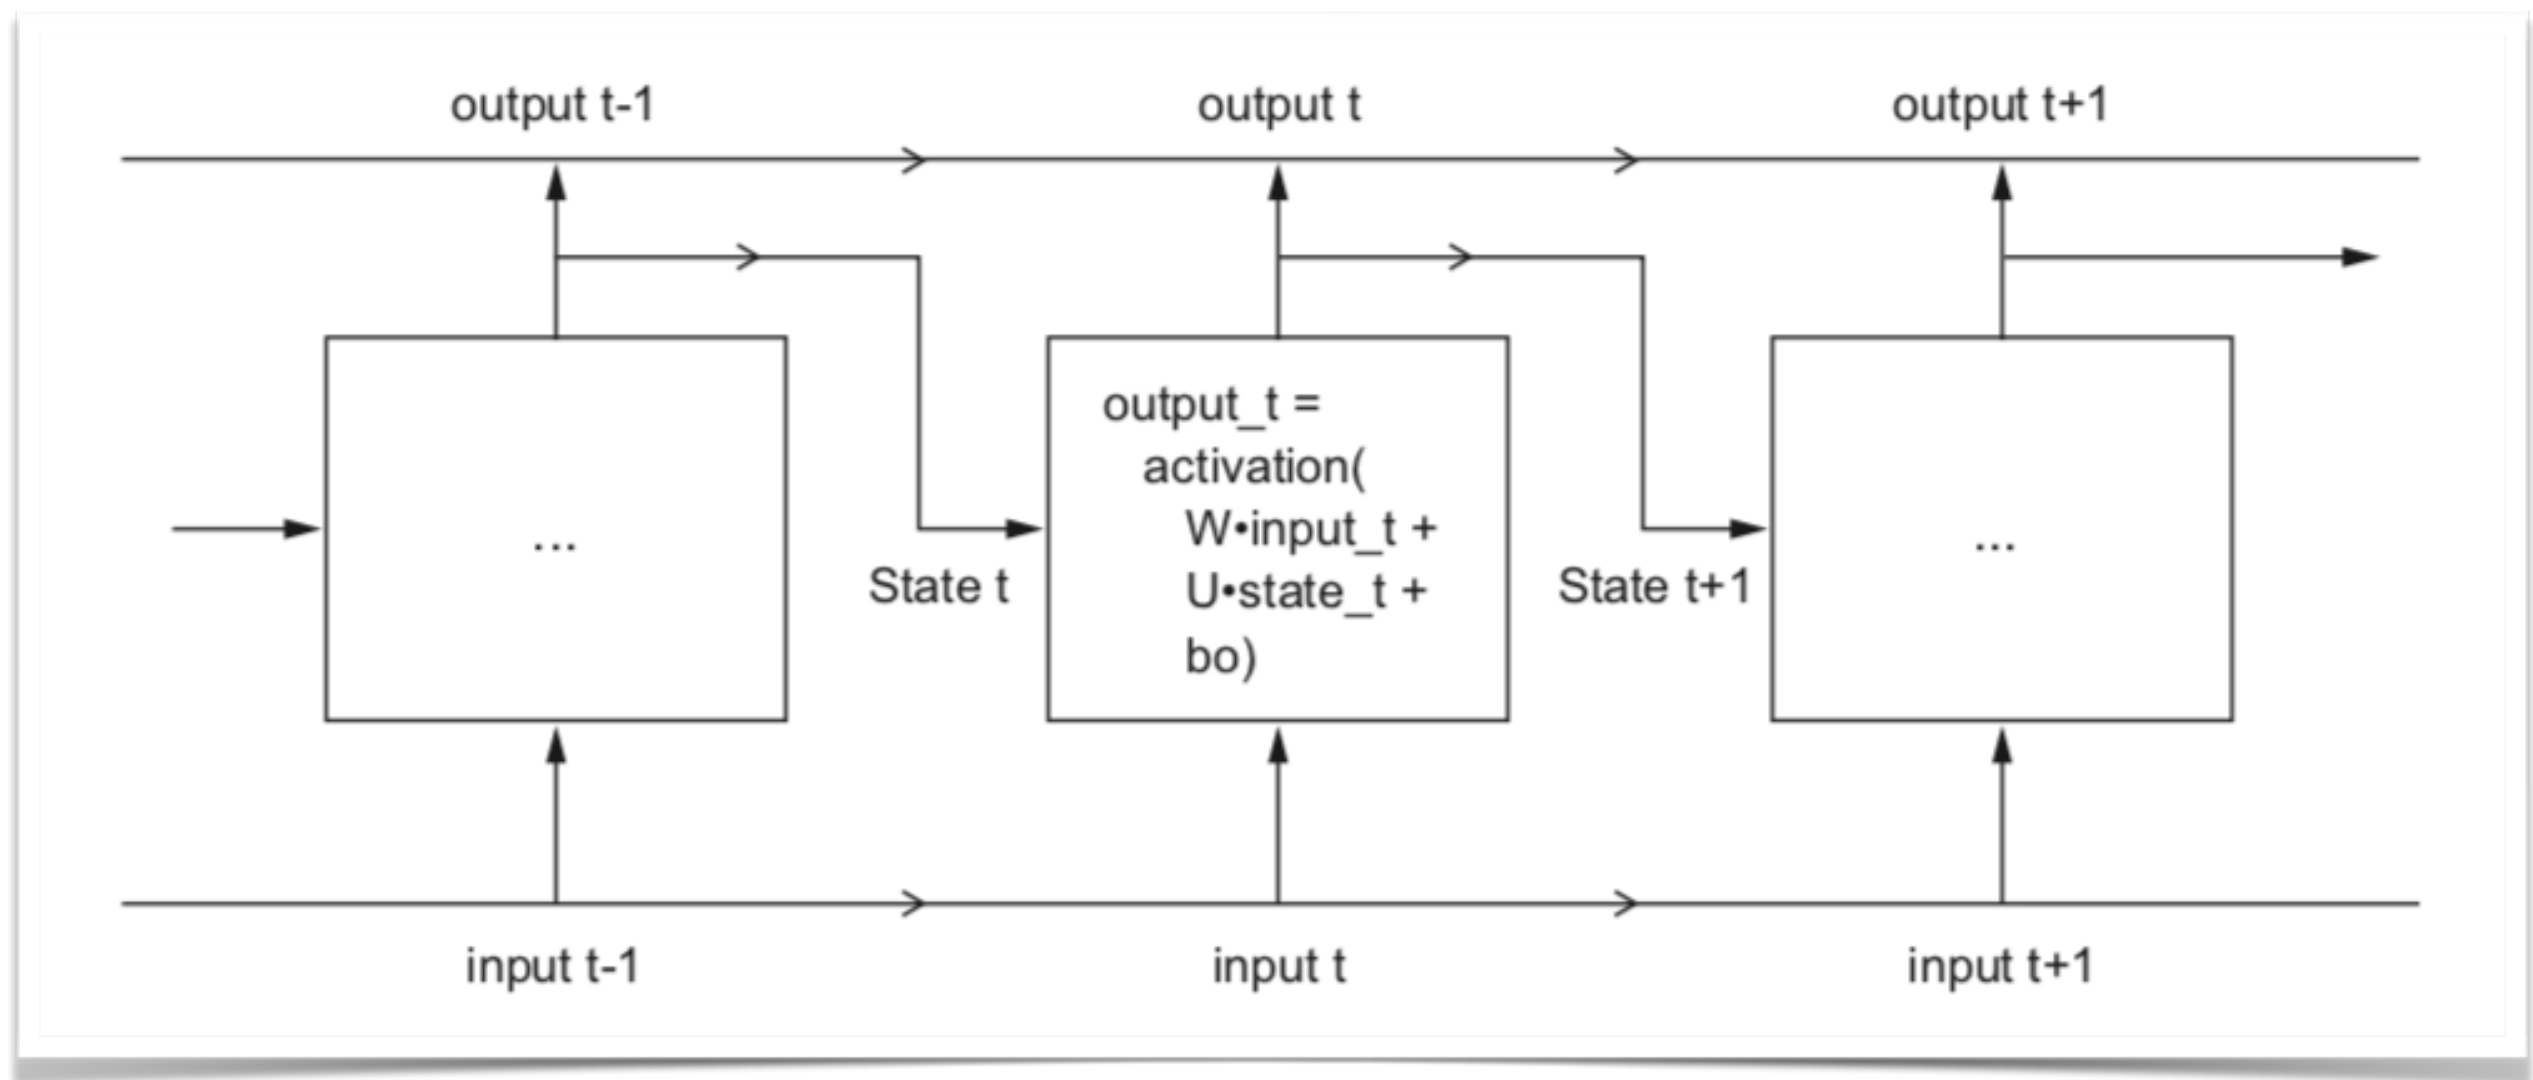 output t-1
output t
output t+1
output_t =
activation(
W•input_t +
U•state_t +
bo)
...
...
State t
State t+1
input t-1
input t
input t+1